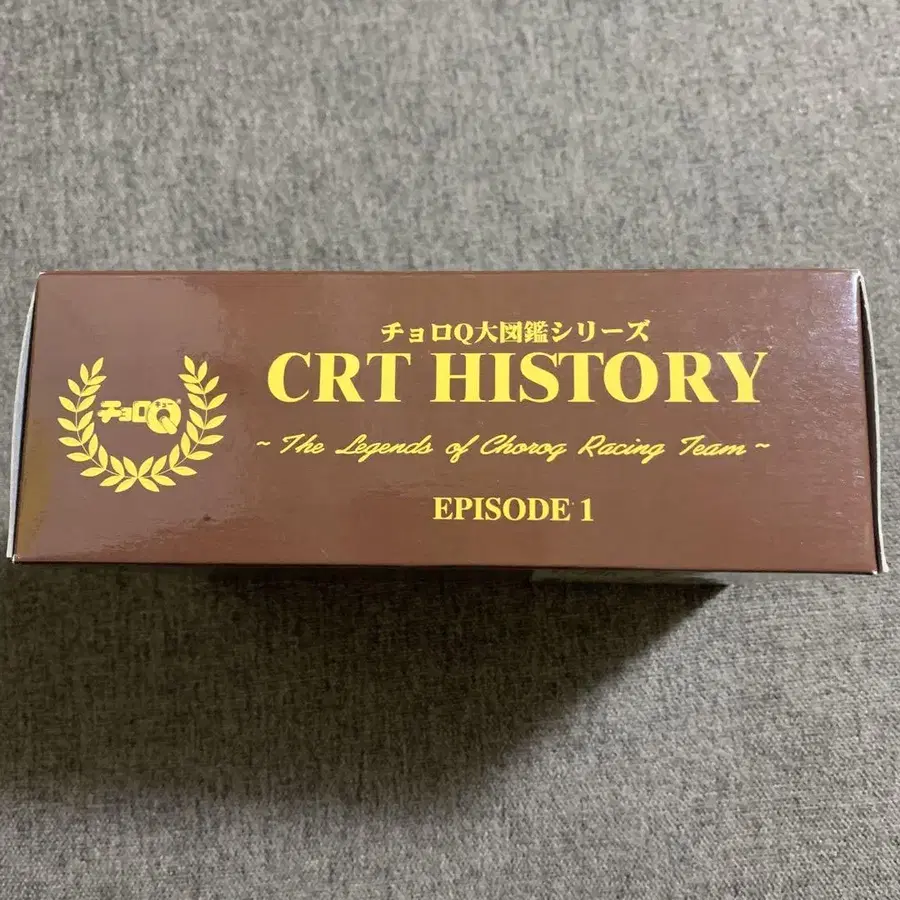 チョロQ大図鑑シリーズ
CRT HISTORY
チョロQ
~ The Legends of Choroq Racing Team ~
EPISODE 1